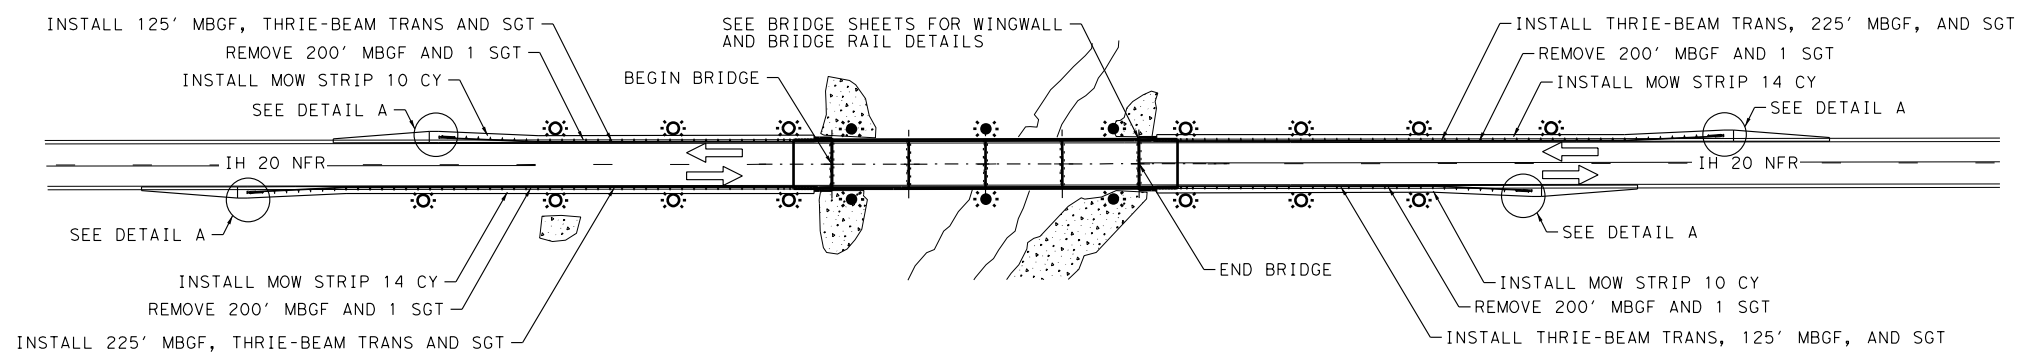 INSTALL 125' MBGF, THRIE-BEAM TRANS AND SGT
REMOVE 200' MBGF AND 1 SGT
INSTALL MOW STRIP 10 CY
SEE DETAIL A
SEE BRIDGE SHEETS FOR WINGWALL
AND BRIDGE RAIL DETAILS
BEGIN BRIDGE
INSTALL THRIE-BEAM TRANS, 225' MBGF, AND SGT
REMOVE 200' MBGF AND 1 SGT
INSTALL MOW STRIP 14 CY
SEE DETAIL A
IH 20 NFR
IH 20 NFR
SEE DETAIL A
INSTALL MOW STRIP 14 CY
REMOVE 200' MBGF AND 1 SGT
INSTALL 225' MBGF, THRIE-BEAM TRANS AND SGT
END BRIDGE
SEE DETAIL A
INSTALL MOW STRIP 10 CY
REMOVE 200' MBGF AND 1 SGT
INSTALL THRIE-BEAM TRANS, 125' MBGF, AND SGT